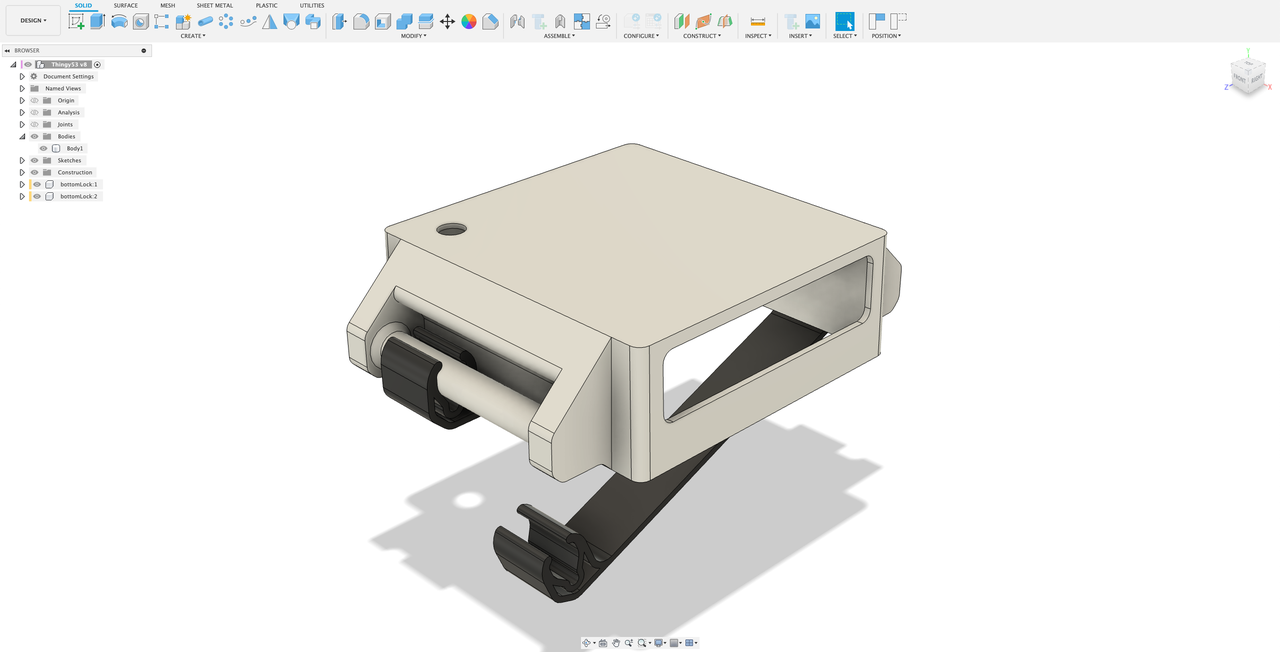 SOLID SURFACE MESH SHEET METAL PLASTIC UTILITIES
DESIGN
CREATE MODIFY ASSEMBLE CONFIGURE CONSTRUCT INSPECT INSERT SELECT POSITION
BROWSER
Thingy53 v8
Document Settings
Named Views
Origin
Analysis
Joints
Bodies
Body1
Sketches
Construction
bottomLock:1
bottomLock:2
Y
FRONT RIGHT
Z X